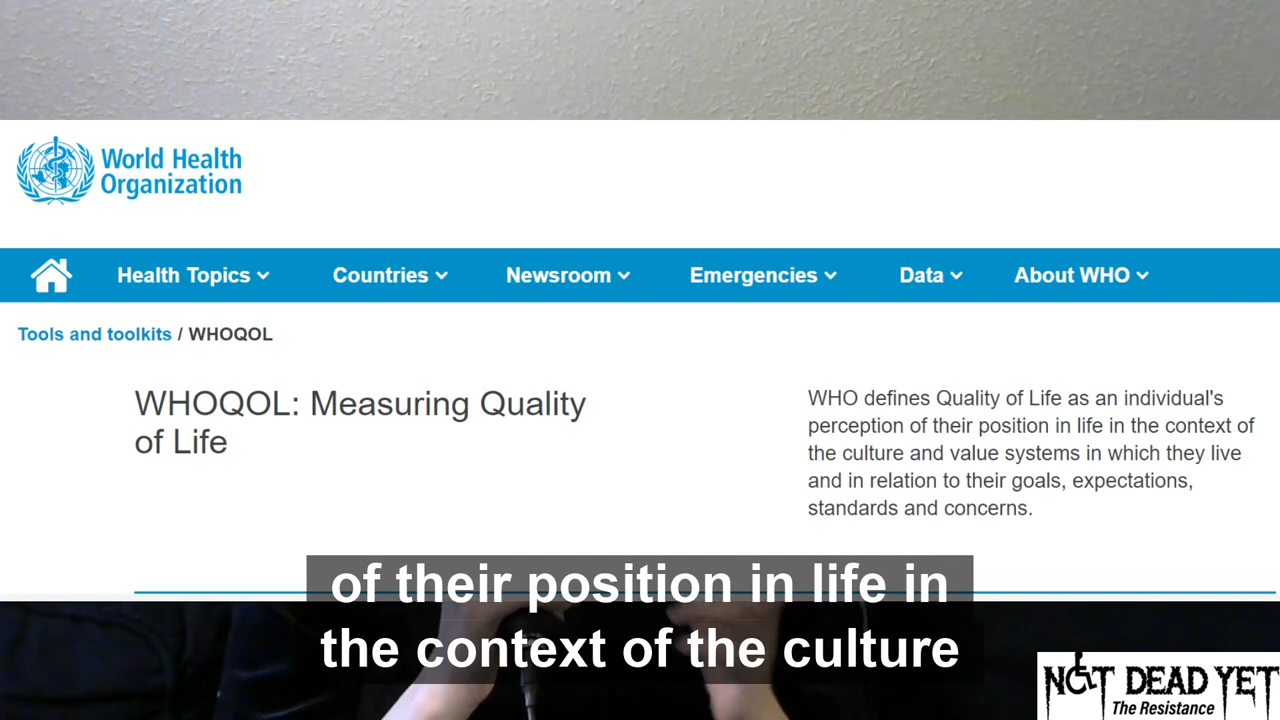 World Health
Organization
Health Topics
Countries
Newsroom
Emergencies
Data
About WHO
Tools and toolkits / WHOQOL
WHOQOL: Measuring Quality
of Life
WHO defines Quality of Life as an individual's
perception of their position in life in the context of
the culture and value systems in which they live
and in relation to their goals, expectations,
standards and concerns.
of their position in life in
the context of the culture
NOT DEAD YET
The Resistance